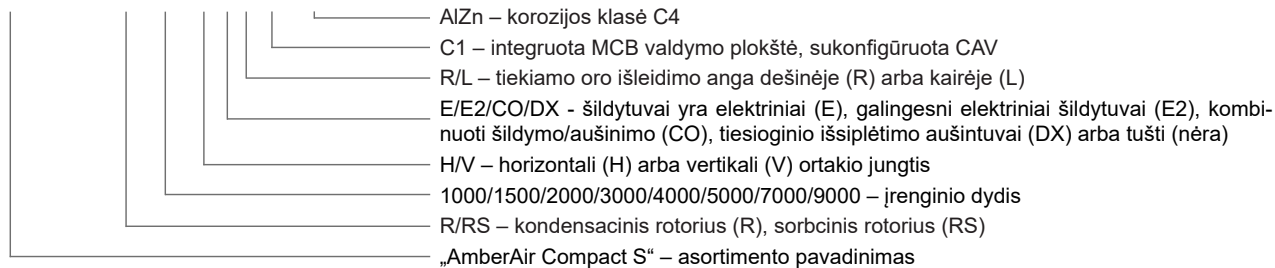 AlZn – korozijos klasė C4
C1 – integruota MCB valdymo plokštė, sukonfigūruota CAV
R/L – tiekiamo oro išleidimo anga dešinėje (R) arba kairėje (L)
E/E2/CO/DX - šildytuvai yra elektriniai (E), galingesni elektriniai šildytuvai (E2), kombi-
nuoti šildymo/aušinimo (CO), tiesioginio išsiplėtimo aušintuvai (DX) arba tušti (nėra)
H/V – horizontali (H) arba vertikali (V) ortakio jungtis
1000/1500/2000/3000/4000/5000/7000/9000 – įrenginio dydis
R/RS – kondensacinis rotorius (R), sorbcinis rotorius (RS)
„AmberAir Compact S“ – asortimento pavadinimas